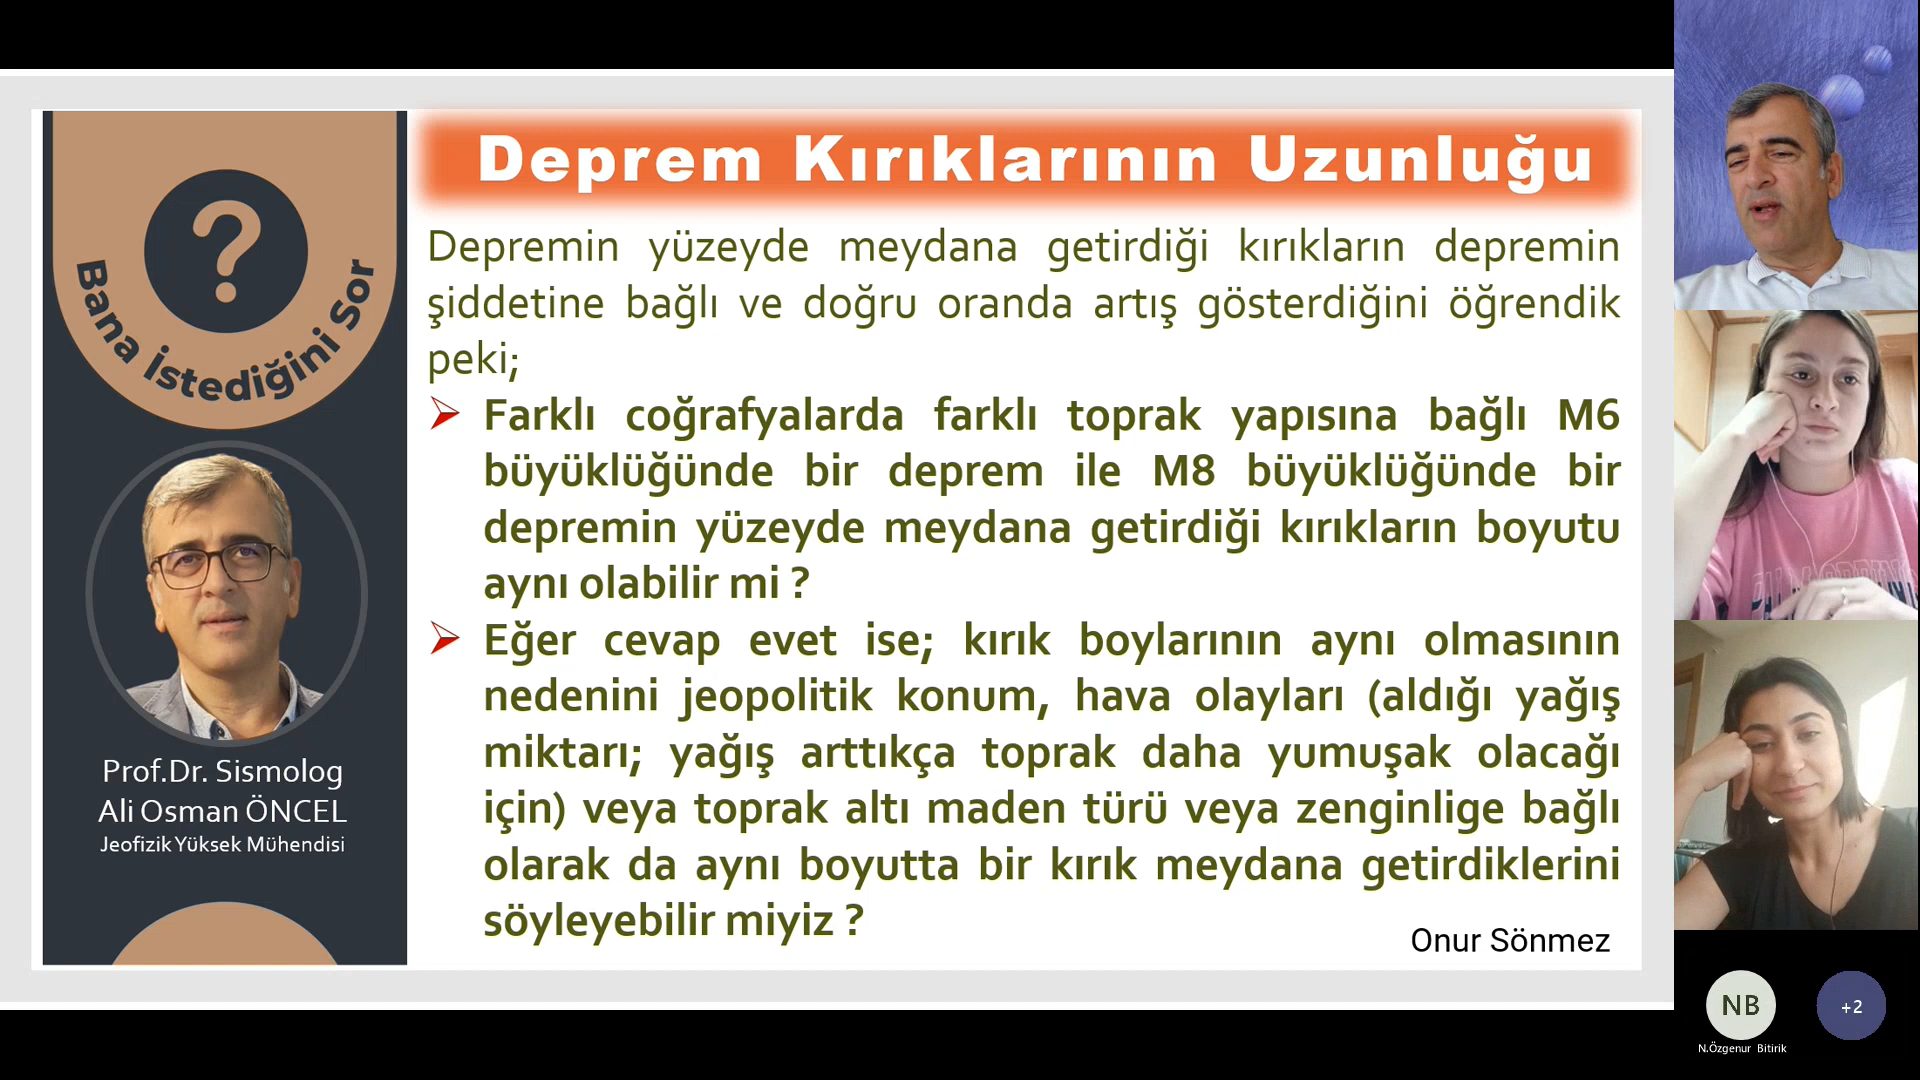 ?
Bana İstediğini Sor
Prof.Dr. Sismolog
Ali Osman ÖNCEL
Jeofizik Yüksek Mühendisi
Deprem Kırıklarının Uzunluğu
Depremin yüzeyde meydana getirdiği kırıkların depremin
şiddetine bağlı ve doğru oranda artış gösterdiğini öğrendik
peki;
Farklı coğrafyalarda farklı toprak yapısına bağlı M6
büyüklüğünde bir deprem ile M8 büyüklüğünde bir
depremin yüzeyde meydana getirdiği kırıkların boyutu
aynı olabilir mi ?
Eğer cevap evet ise; kırık boylarının aynı olmasının
nedenini jeopolitik konum, hava olayları (aldığı yağış
miktarı; yağış arttıkça toprak daha yumuşak olacağı
için) veya toprak altı maden türü veya zenginlige bağlı
olarak da aynı boyutta bir kırık meydana getirdiklerini
söyleyebilir miyiz ?
Onur Sönmez
NB
+2
N.Özgenur Bitirik